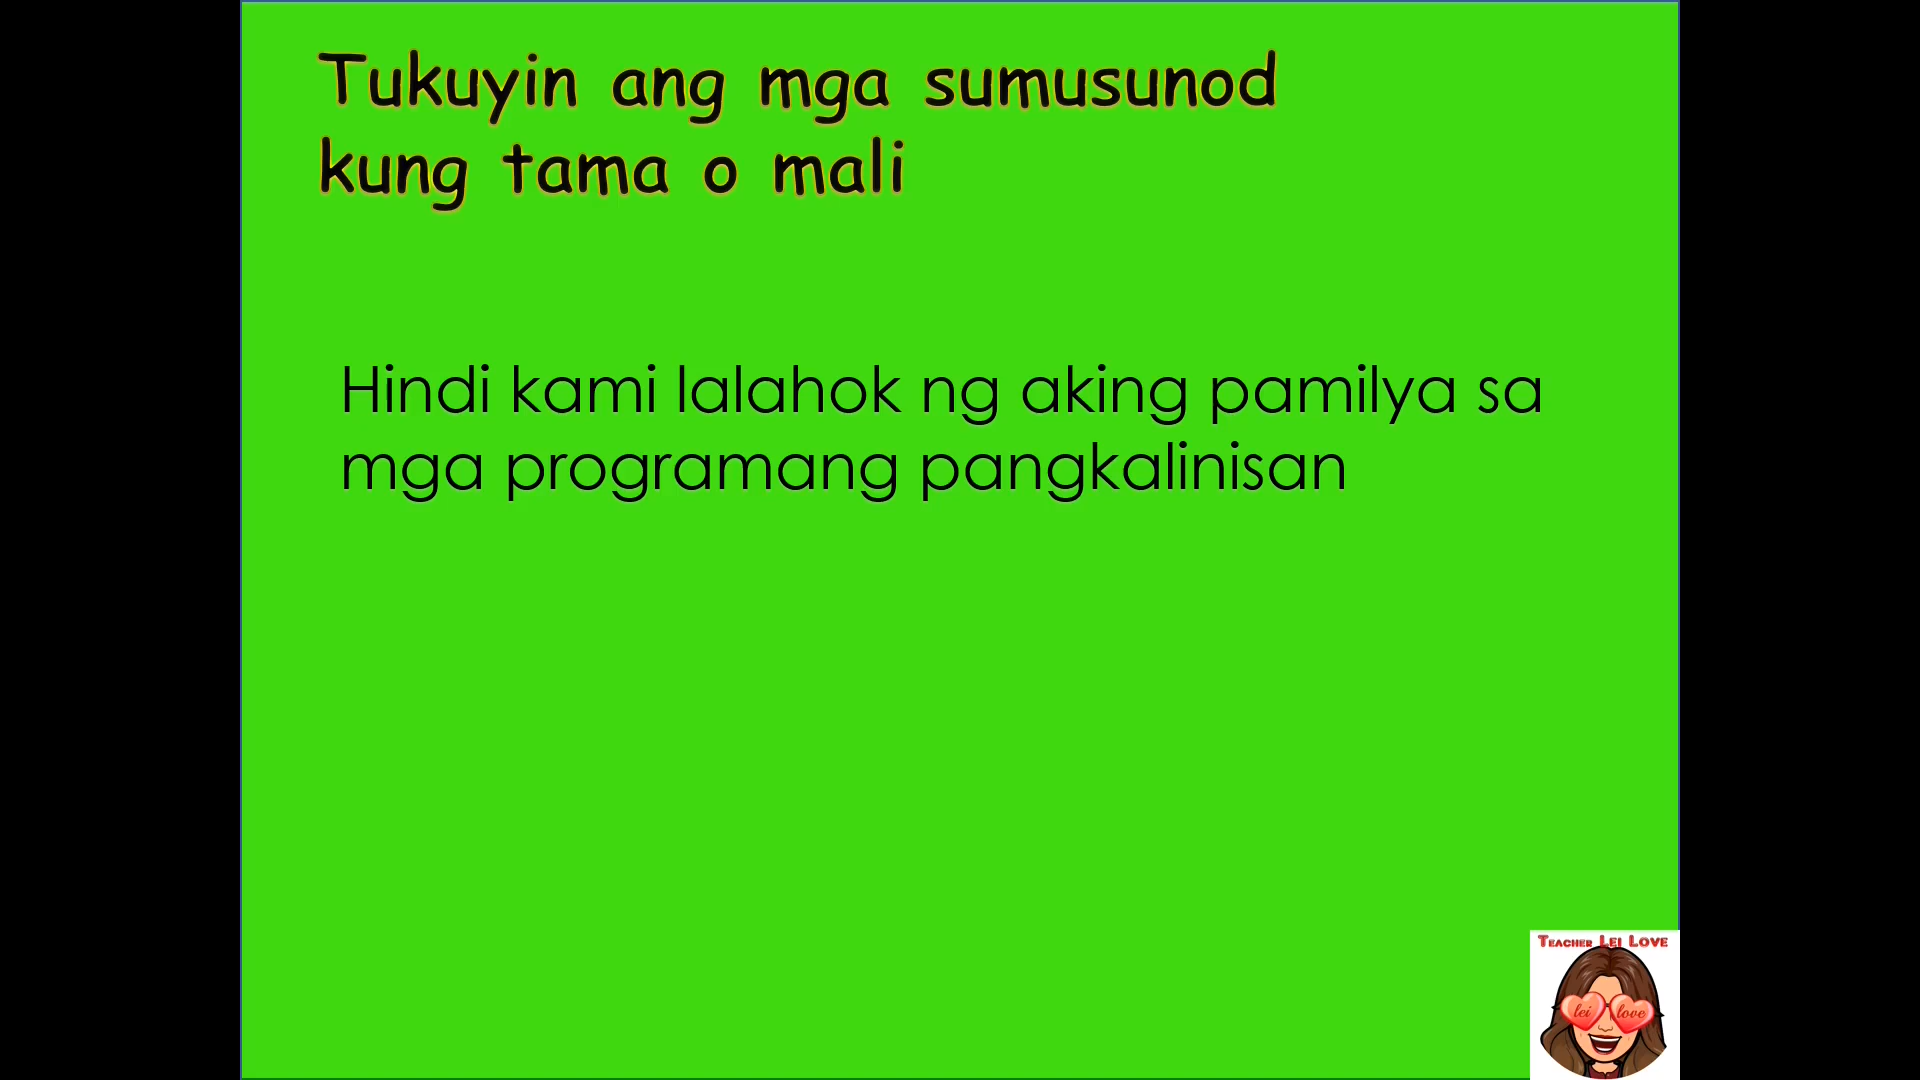 Tukuyin ang mga sumusunod
kung tama o mali
Hindi kami lalahok ng aking pamilya sa
mga programang pangkalinisan
TEACHER LEI LOVE
lei love